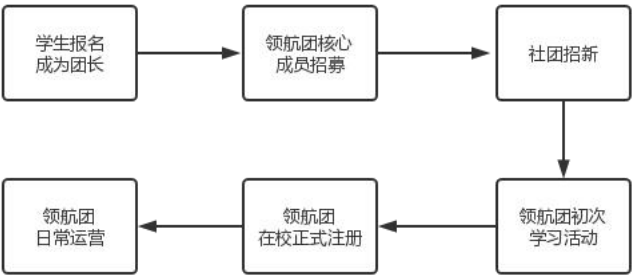 学生报名
成为团长
领航团核心
成员招募
社团招新
领航团初次
学习活动
领航团
在校正式注册
领航团
日常运营